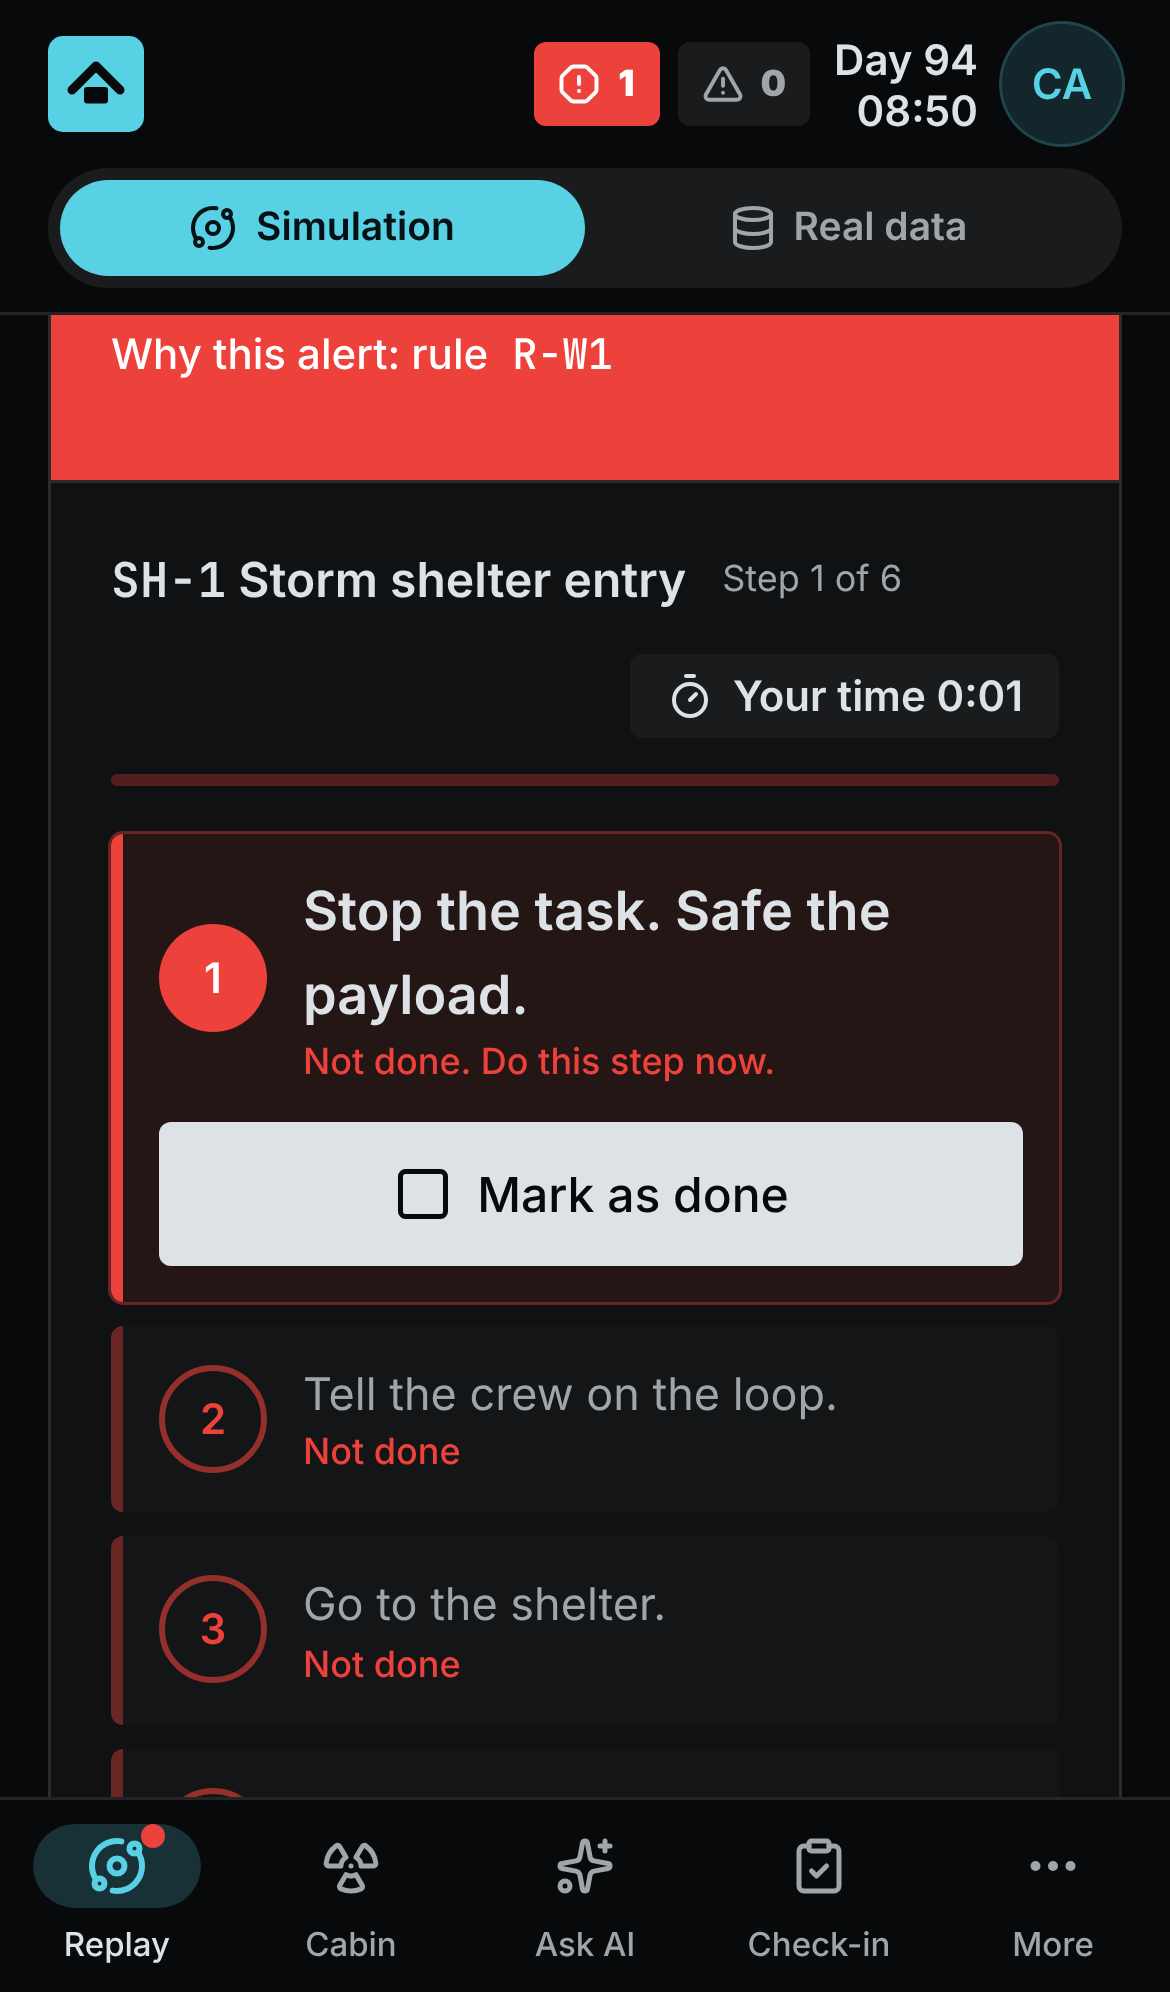 1
0
Day 94
08:50
CA
Simulation
Real data
Why this alert: rule R-W1
SH-1 Storm shelter entry Step 1 of 6
Your time 0:01
1
Stop the task. Safe the
payload.
Not done. Do this step now.
Mark as done
2
Tell the crew on the loop.
Not done
3
Go to the shelter.
Not done
Replay
Cabin
Ask AI
Check-in
More